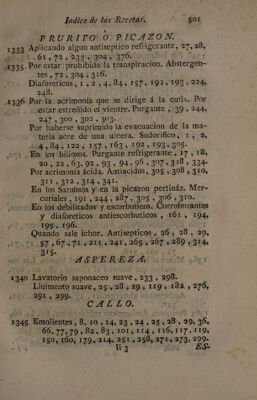 Indice de las Recetas. 501
PRURITO Ó PICAZON.
1333 Aplicando algun antiseptico refrigerante, 27, 28,
61, 72, 235, 304, 376.
1335 Por estar prohibida la transpiracion. Abstergen-
tes, 72, 304, 316.
Diaforeticos, 1, 2, 4, 84, 157, 192, 193, 224,
248.
1336 Por la acrimonía que se dirige á la cutis. Por
estar estreñido el vientre. Purgante, 39, 244,
247, 300, 302, 303.
Por haberse suprimido la evacuacion de la ma-
teria acre de una ulcera. Sudorifico, 1, 2,
4, 84, 122, 157, 163, 192, 193, 305.
En los biliosos. Purgante refrigerante, 17, 18,
20, 22, 63, 92, 93, 94, 96, 307, 328, 334.
Por acrimonía ácida. Antiacidos, 305, 308, 310,
311, 312, 314, 341.
En los Sarnosos y en la picazon pertináz. Mer-
curiales, 191, 244, 287, 305, 306, 310.
En los debilitados y escorbuticos. Corroborantes
y diaforeticos antiescorbuticos, 161, 194,
195, 196.
Quando sale ichor. Antisepticos, 26, 28, 29,
57, 67, 71, 211, 241, 265, 267, 289, 314,
315.
ASPEREZA.
1340 Lavatorio saponaceo suave, 233, 298.
Linimento suave, 25, 28, 29, 119, 182, 276,
291, 299.
CALLO.
1345 Emolientes, 8, 10, 14, 23, 24, 25, 28, 29, 36,
66, 77, 79, 82, 83, 101, 114, 116, 117, 119,
150, 160, 179, 214, 251, 258, 271, 273, 299.
Ii 3 ES-